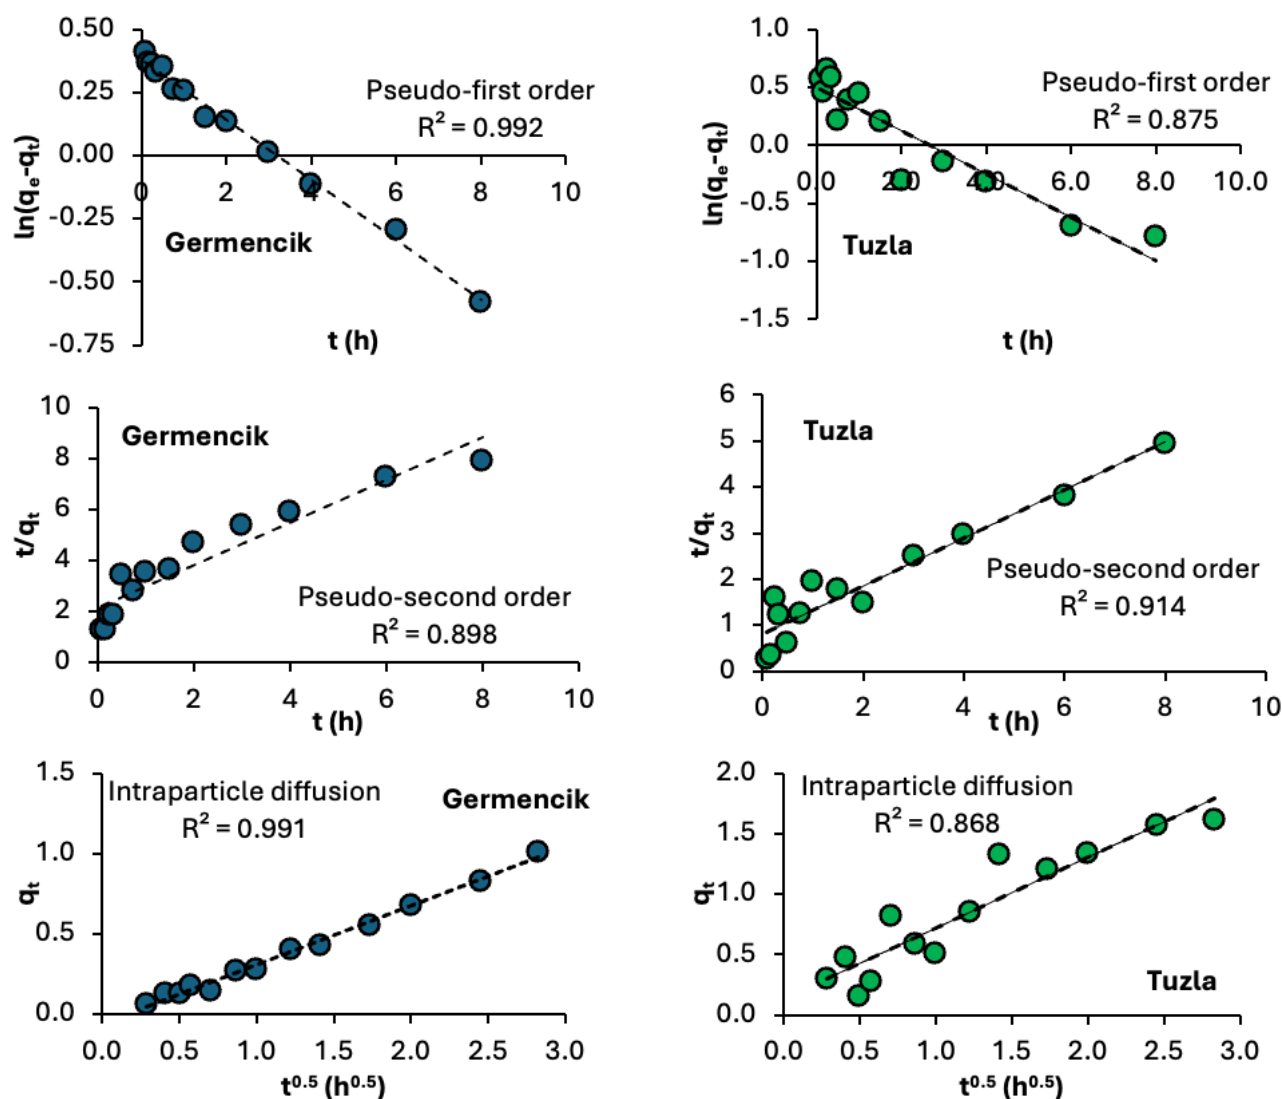 0.50
0.25
0.00
-0.25
-0.50
-0.75
0 2 4 6 8 10
ln(qₑ-qₜ)
Pseudo-first order
R² = 0.992
Germencik
t (h)
1.0
0.5
0.0
-0.5
-1.0
-1.5
0.0 2.0 4.0 6.0 8.0 10.0
ln(qₑ-qₜ)
Pseudo-first order
R² = 0.875
Tuzla
t (h)
10
8
6
4
2
0
0 2 4 6 8 10
t/qₜ
Germencik
Pseudo-second order
R² = 0.898
t (h)
6
5
4
3
2
1
0
0 2 4 6 8 10
t/qₜ
Tuzla
Pseudo-second order
R² = 0.914
t (h)
1.5
1.0
0.5
0.0
0.0 0.5 1.0 1.5 2.0 2.5 3.0
qₜ
Intraparticle diffusion
R² = 0.991
Germencik
t⁰·⁵ (h⁰·⁵)
2.0
1.5
1.0
0.5
0.0
0.0 0.5 1.0 1.5 2.0 2.5 3.0
qₜ
Intraparticle diffusion
R² = 0.868
Tuzla
t⁰·⁵ (h⁰·⁵)